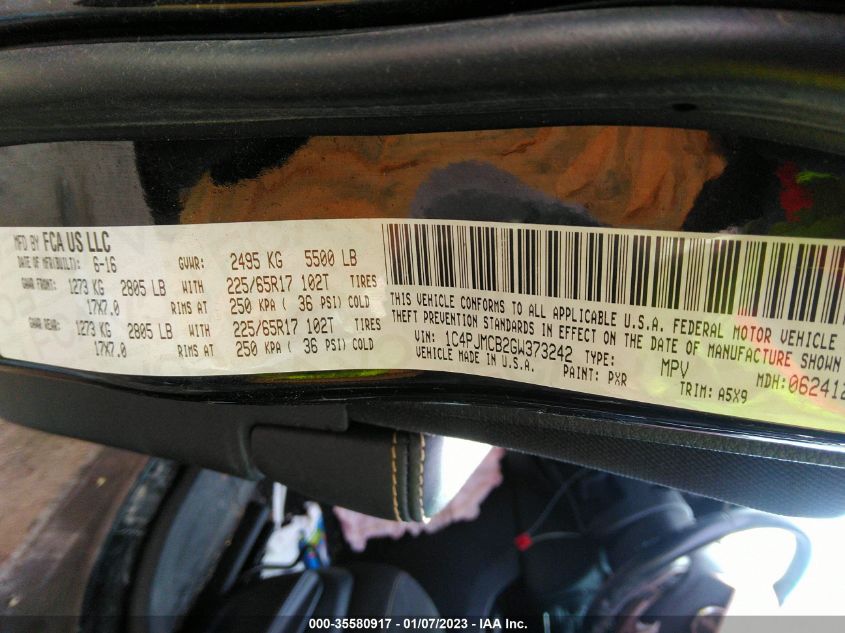 MFD BY FCA US LLC
DATE OF MFR(BUILT): 6-16 GVWR: 2495 KG 5500 LB
GAWR FRONT: 1273 KG 2805 LB WITH 225/65R17 102T TIRES
17X7.0 RIMS AT 250 KPA ( 36 PSI) COLD
GAWR REAR: 1273 KG 2805 LB WITH 225/65R17 102T TIRES
17X7.0 RIMS AT 250 KPA ( 36 PSI) COLD
THIS VEHICLE CONFORMS TO ALL APPLICABLE U.S.A. FEDERAL MOTOR VEHICLE
THEFT PREVENTION STANDARDS IN EFFECT ON THE DATE OF MANUFACTURE SHOWN
VIN: 1C4PJMCB2GW373242 TYPE: MPV MDH:062412
VEHICLE MADE IN U.S.A. PAINT: PXR TRIM: A5X9
000-35580917 - 01/07/2023 - IAA Inc.